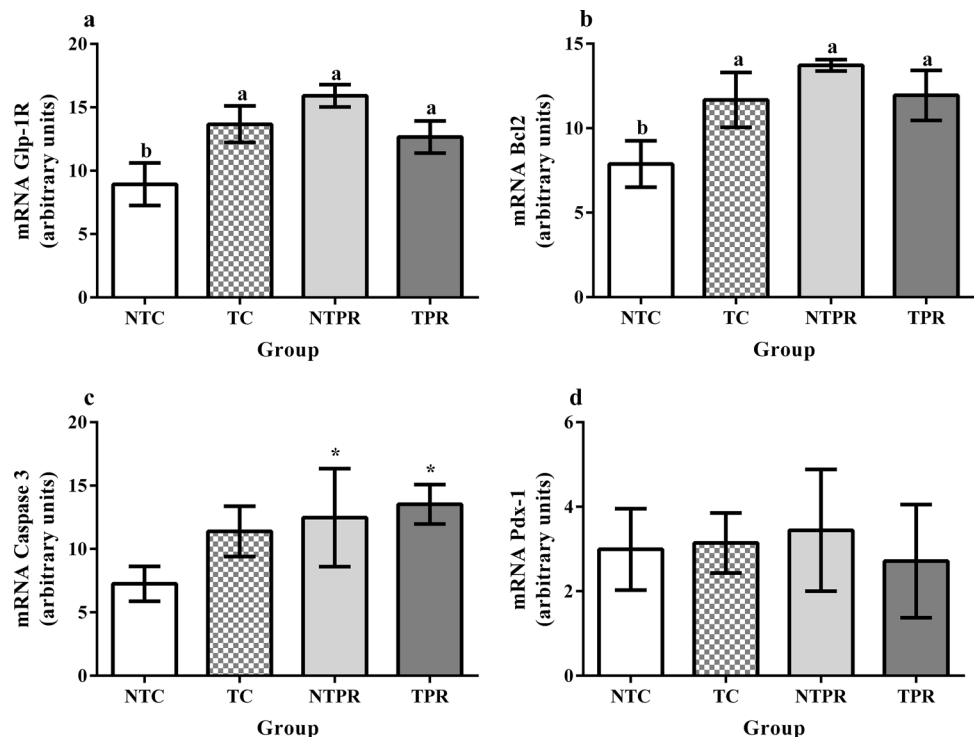 a
mRNA Glp-1R
(arbitrary units)
20
15
10
5
0
b
a
a
a
NTC
TC
NTPR
TPR
Group
b
mRNA Bcl2
(arbitrary units)
15
10
5
0
b
a
a
a
NTC
TC
NTPR
TPR
Group
c
mRNA Caspase 3
(arbitrary units)
20
15
10
5
0
*
*
NTC
TC
NTPR
TPR
Group
d
mRNA Pdx-1
(arbitrary units)
6
4
2
0
NTC
TC
NTPR
TPR
Group